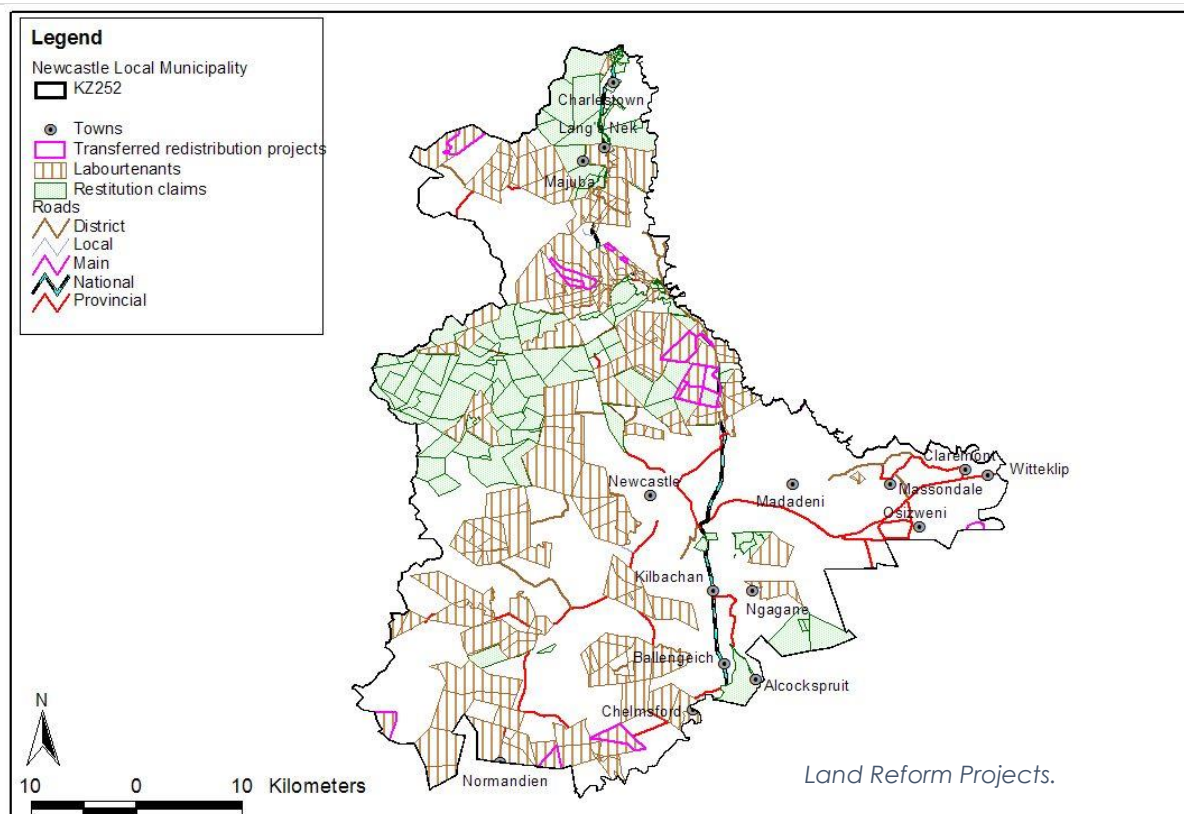 Legend
Newcastle Local Municipality
KZ252
Towns
Transferred redistribution projects
Labourtenants
Restitution claims
Roads
District
Local
Main
National
Provincial
Charlestown
Lang's Nek
Majuba
Newcastle
Madadeni
Claremont
Witteklip
Massondale
Osizweni
Kilbachan
Ngagane
Ballengeich
Alcockspruit
Chelmsford
Normandien
N
10 0 10 Kilometers
Land Reform Projects.